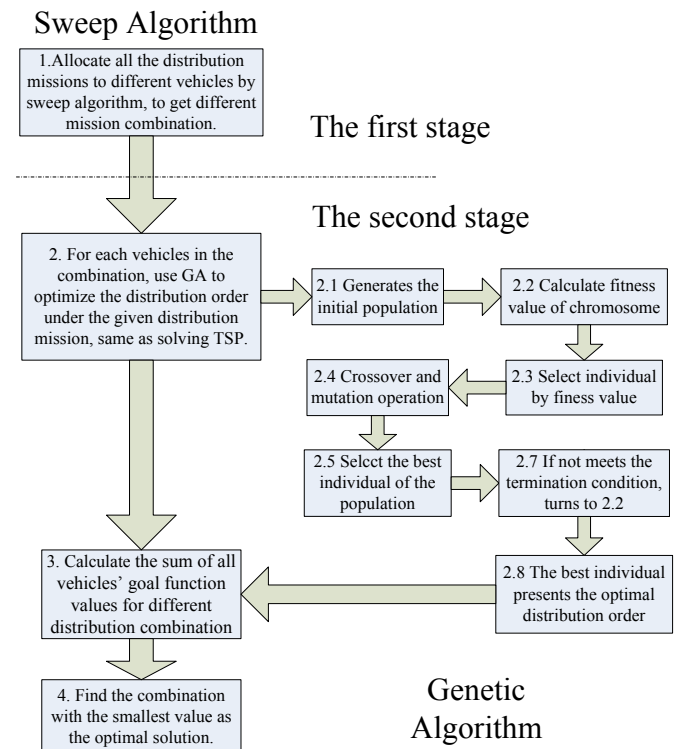 Sweep Algorithm
1.Allocate all the distribution
missions to different vehicles by
sweep algorithm, to get different
mission combination.
The first stage
The second stage
2. For each vehicles in the
combination, use GA to
optimize the distribution order
under the given distribution
mission, same as solving TSP.
2.1 Generates the
initial population
2.2 Calculate fitness
value of chromosome
2.3 Select individual
by finess value
2.4 Crossover and
mutation operation
2.5 Selcct the best
individual of the
population
2.7 If not meets the
termination condition,
turns to 2.2
2.8 The best individual
presents the optimal
distribution order
3. Calculate the sum of all
vehicles’ goal function
values for different
distribution combination
4. Find the combination
with the smallest value as
the optimal solution.
Genetic
Algorithm